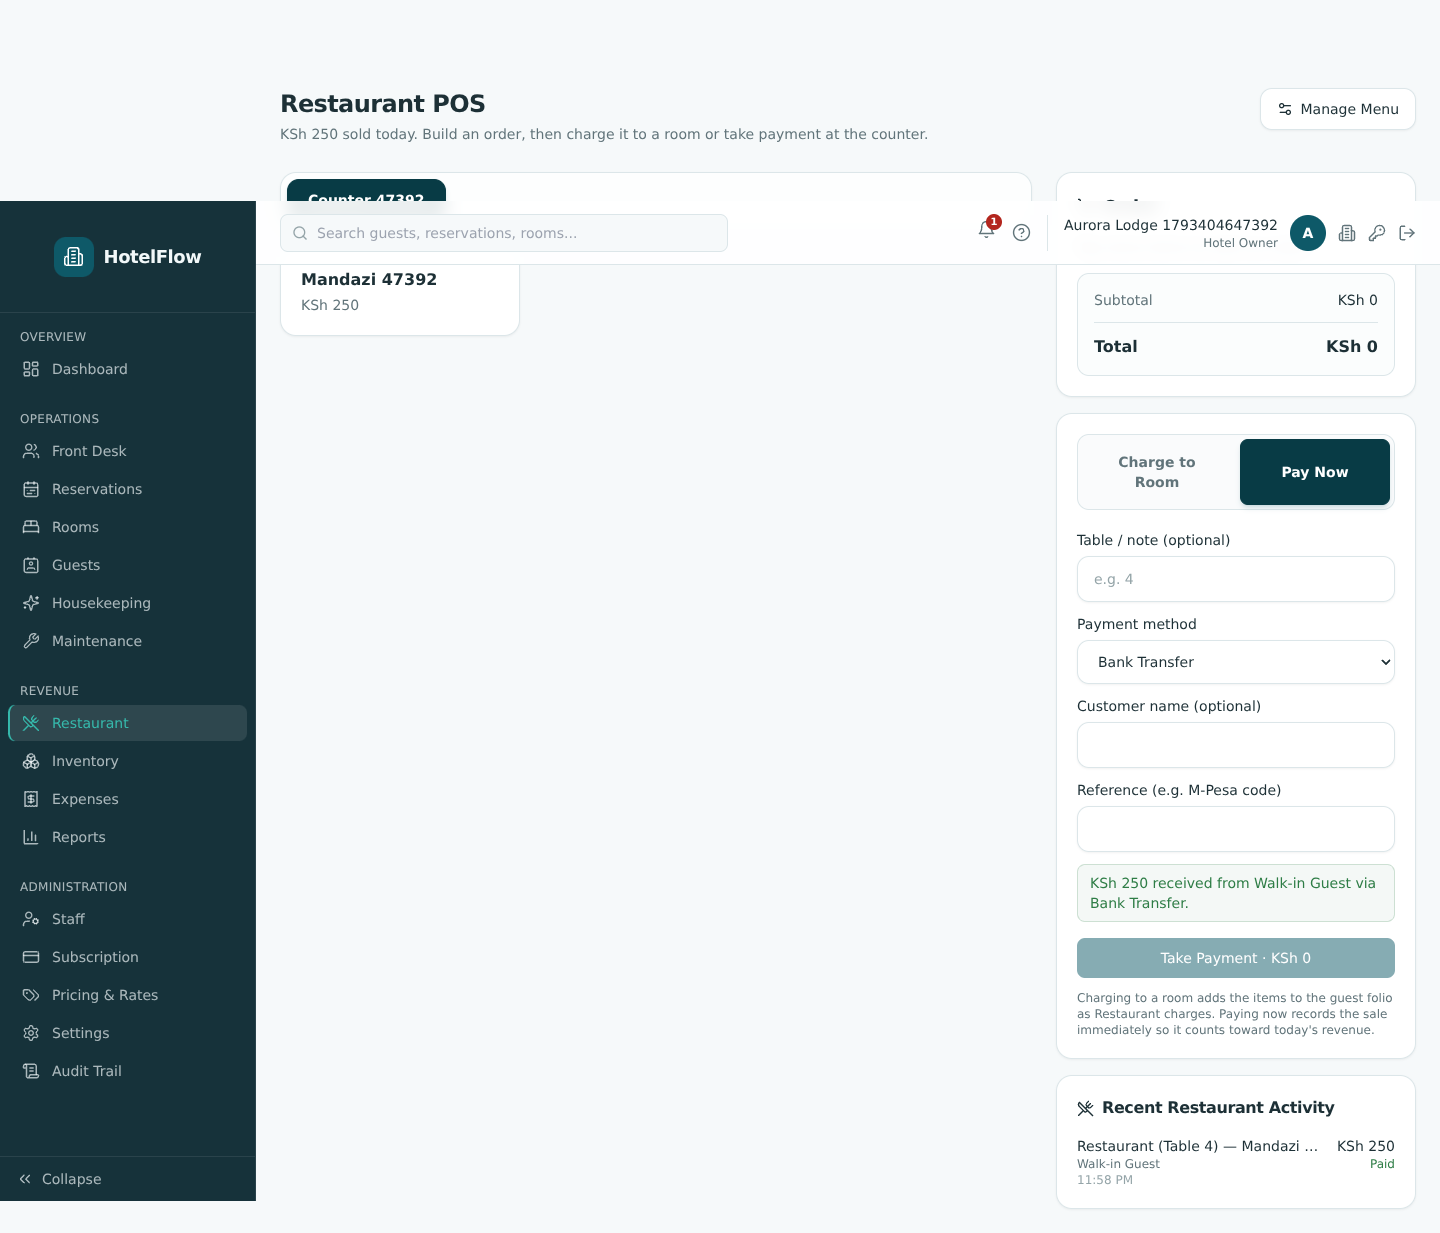 Restaurant POS
KSh 250 sold today. Build an order, then charge it to a room or take payment at the counter.
Manage Menu
Counter 47392
Search guests, reservations, rooms...
1
Aurora Lodge 1793404647392
Hotel Owner
A
HotelFlow
OVERVIEW
Dashboard
OPERATIONS
Front Desk
Reservations
Rooms
Guests
Housekeeping
Maintenance
REVENUE
Restaurant
Inventory
Expenses
Reports
ADMINISTRATION
Staff
Subscription
Pricing & Rates
Settings
Audit Trail
Collapse
Mandazi 47392
KSh 250
Subtotal KSh 0
Total KSh 0
Charge to
Room
Pay Now
Table / note (optional)
e.g. 4
Payment method
Bank Transfer
Customer name (optional)
Reference (e.g. M-Pesa code)
KSh 250 received from Walk-in Guest via
Bank Transfer.
Take Payment · KSh 0
Charging to a room adds the items to the guest folio
as Restaurant charges. Paying now records the sale
immediately so it counts toward today's revenue.
Recent Restaurant Activity
Restaurant (Table 4) — Mandazi ... KSh 250
Walk-in Guest Paid
11:58 PM